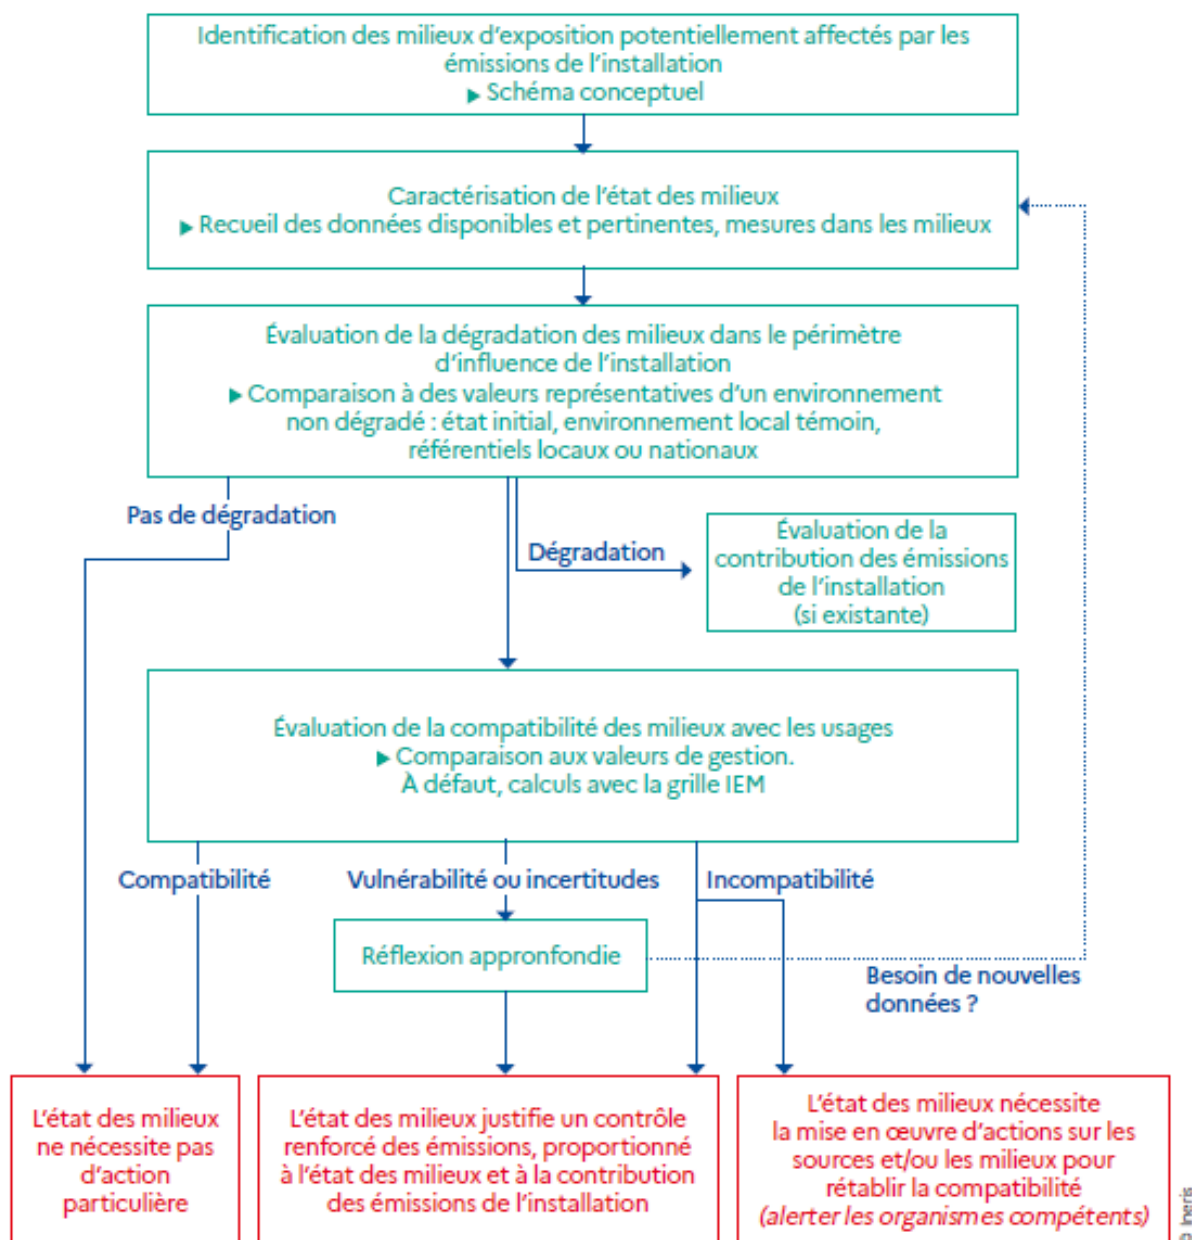 Identification des milieux d'exposition potentiellement affectés par les
émissions de l'installation
▶ Schéma conceptuel
Caractérisation de l'état des milieux
▶ Recueil des données disponibles et pertinentes, mesures dans les milieux
Évaluation de la dégradation des milieux dans le périmètre
d'influence de l'installation
▶ Comparaison à des valeurs représentatives d'un environnement
non dégradé : état initial, environnement local témoin,
référentiels locaux ou nationaux
Pas de dégradation
Dégradation
Évaluation de la
contribution des émissions
de l'installation
(si existante)
Évaluation de la compatibilité des milieux avec les usages
▶ Comparaison aux valeurs de gestion.
À défaut, calculs avec la grille IEM
Compatibilité
Vulnérabilité ou incertitudes
Incompatibilité
Réflexion appronfondie
Besoin de nouvelles
données ?
L'état des milieux
ne nécessite pas
d'action
particulière
L'état des milieux justifie un contrôle
renforcé des émissions, proportionné
à l'état des milieux et à la contribution
des émissions de l'installation
L'état des milieux nécessite
la mise en œuvre d'actions sur les
sources et/ou les milieux pour
rétablir la compatibilité
(alerter les organismes compétents)
© Ineris